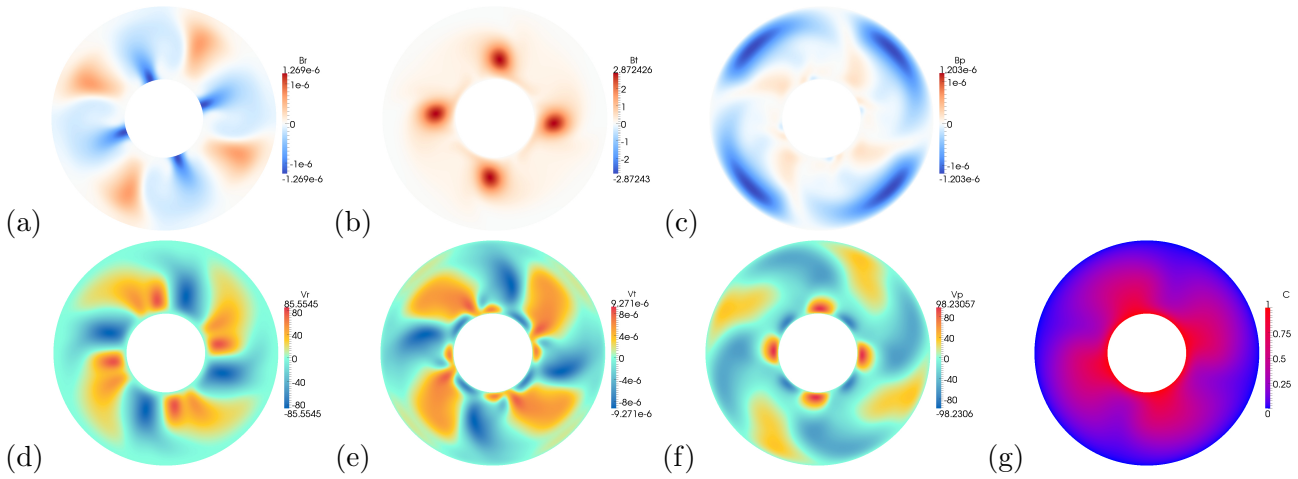 Br
1.269e-6
1e-6
0
-1e-6
-1.269e-6
(a)
Bt
2.872426
2
1
0
-1
-2
-2.87243
(b)
Bp
1.203e-6
1e-6
0
-1e-6
-1.203e-6
(c)
Vr
85.5545
80
40
0
-40
-80
-85.5545
(d)
Vt
9.271e-6
8e-6
4e-6
0
-4e-6
-8e-6
-9.271e-6
(e)
Vp
98.23057
80
40
0
-40
-80
-98.2306
(f)
C
1
0.75
0.5
0.25
0
(g)